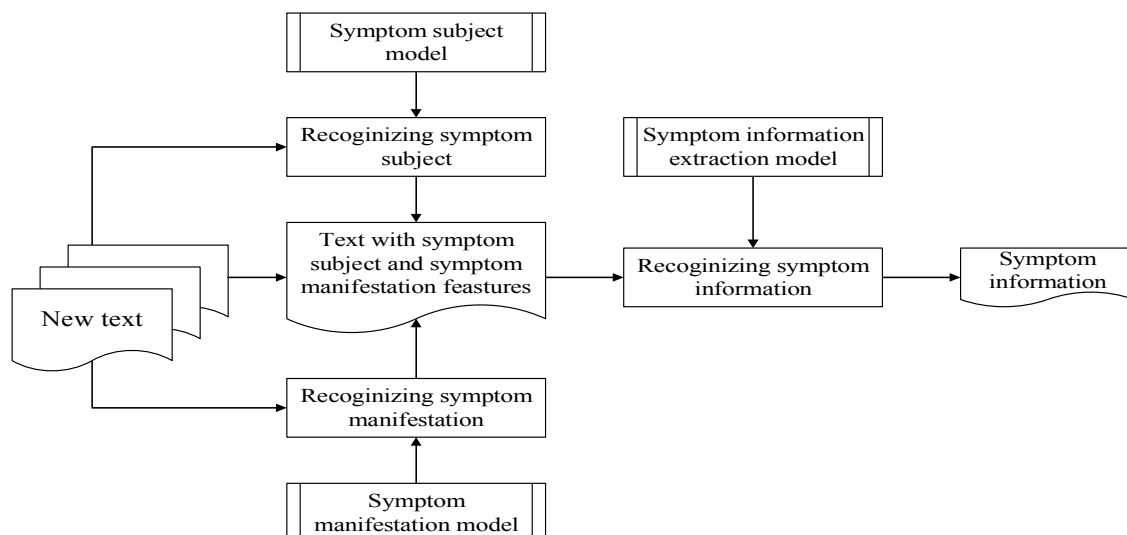 Symptom subject
model
Recoginizing symptom
subject
Symptom information
extraction model
Text with symptom
subject and symptom
manifestation feastures
New text
Recoginizing symptom
information
Symptom
information
Recoginizing symptom
manifestation
Symptom
manifestation model